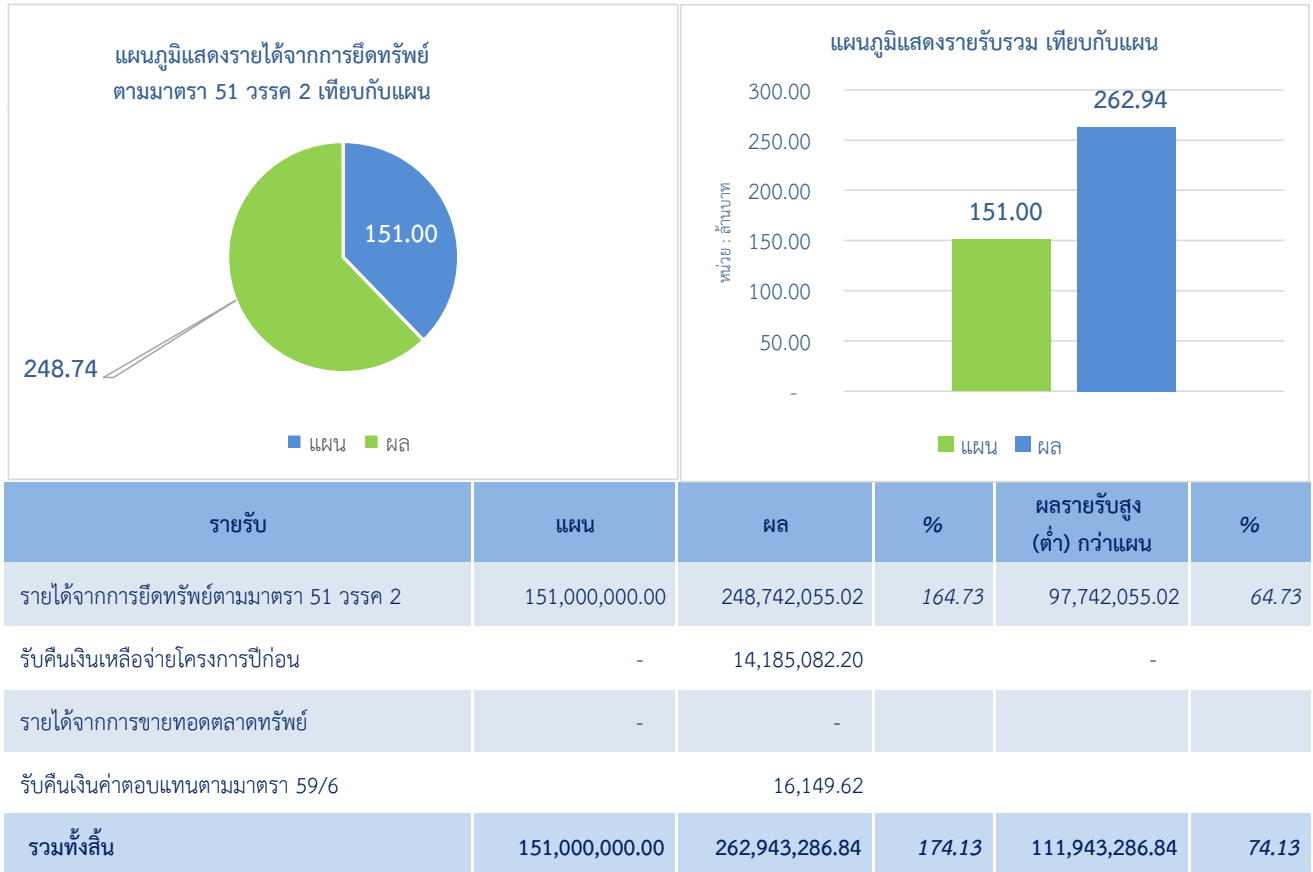 แผนภูมิแสดงรายได้จากการยึดทรัพย์
ตามมาตรา 51 วรรค 2 เทียบกับแผน
151.00
248.74
แผน ผล
แผนภูมิแสดงรายรับรวม เทียบกับแผน
หน่วย : ล้านบาท
300.00
250.00
200.00
150.00
100.00
50.00
-
151.00
262.94
แผน ผล
รายรับ แผน ผล % ผลรายรับสูง (ต่ำ) กว่าแผน %
รายได้จากการยึดทรัพย์ตามมาตรา 51 วรรค 2 151,000,000.00 248,742,055.02 164.73 97,742,055.02 64.73
รับคืนเงินเหลือจ่ายโครงการปีก่อน - 14,185,082.20 -
รายได้จากการขายทอดตลาดทรัพย์ - -
รับคืนเงินค่าตอบแทนตามมาตรา 59/6 16,149.62
รวมทั้งสิ้น 151,000,000.00 262,943,286.84 174.13 111,943,286.84 74.13